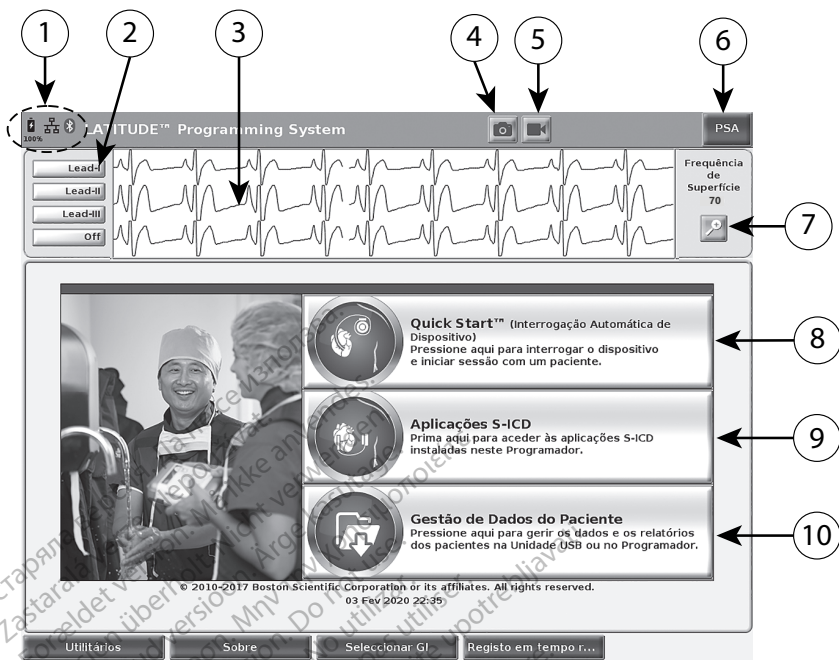 1
2
3
4
5
6
100%
LATITUDE™ Programming System
PSA
Lead-I
Lead-II
Lead-III
Off
Frequência
de
Superfície
70
7
Quick Start™ (Interrogação Automática de
Dispositivo)
Pressione aqui para interrogar o dispositivo
e iniciar sessão com um paciente.
8
Aplicações S-ICD
Prima aqui para aceder às aplicações S-ICD
instaladas neste Programador.
9
Gestão de Dados do Paciente
Pressione aqui para gerir os dados e os relatórios
dos pacientes na Unidade USB ou no Programador.
10
© 2010-2017 Boston Scientific Corporation or its affiliates. All rights reserved.
03 Fev 2020 22:35
Utilitários
Sobre
Seleccionar GI
Registo em tempo r...